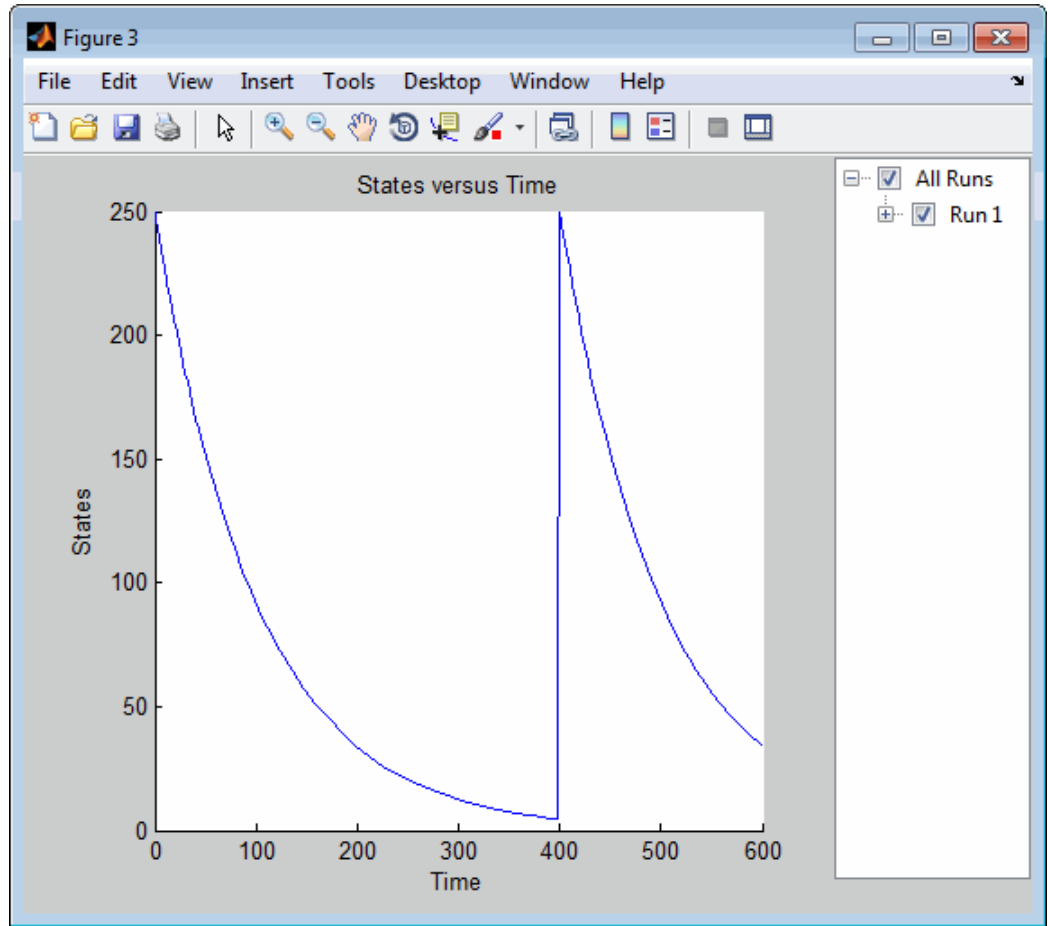 Figure 3
File Edit View Insert Tools Desktop Window Help
States versus Time
All Runs
Run 1
250
200
150
100
50
0
States
0 100 200 300 400 500 600
Time